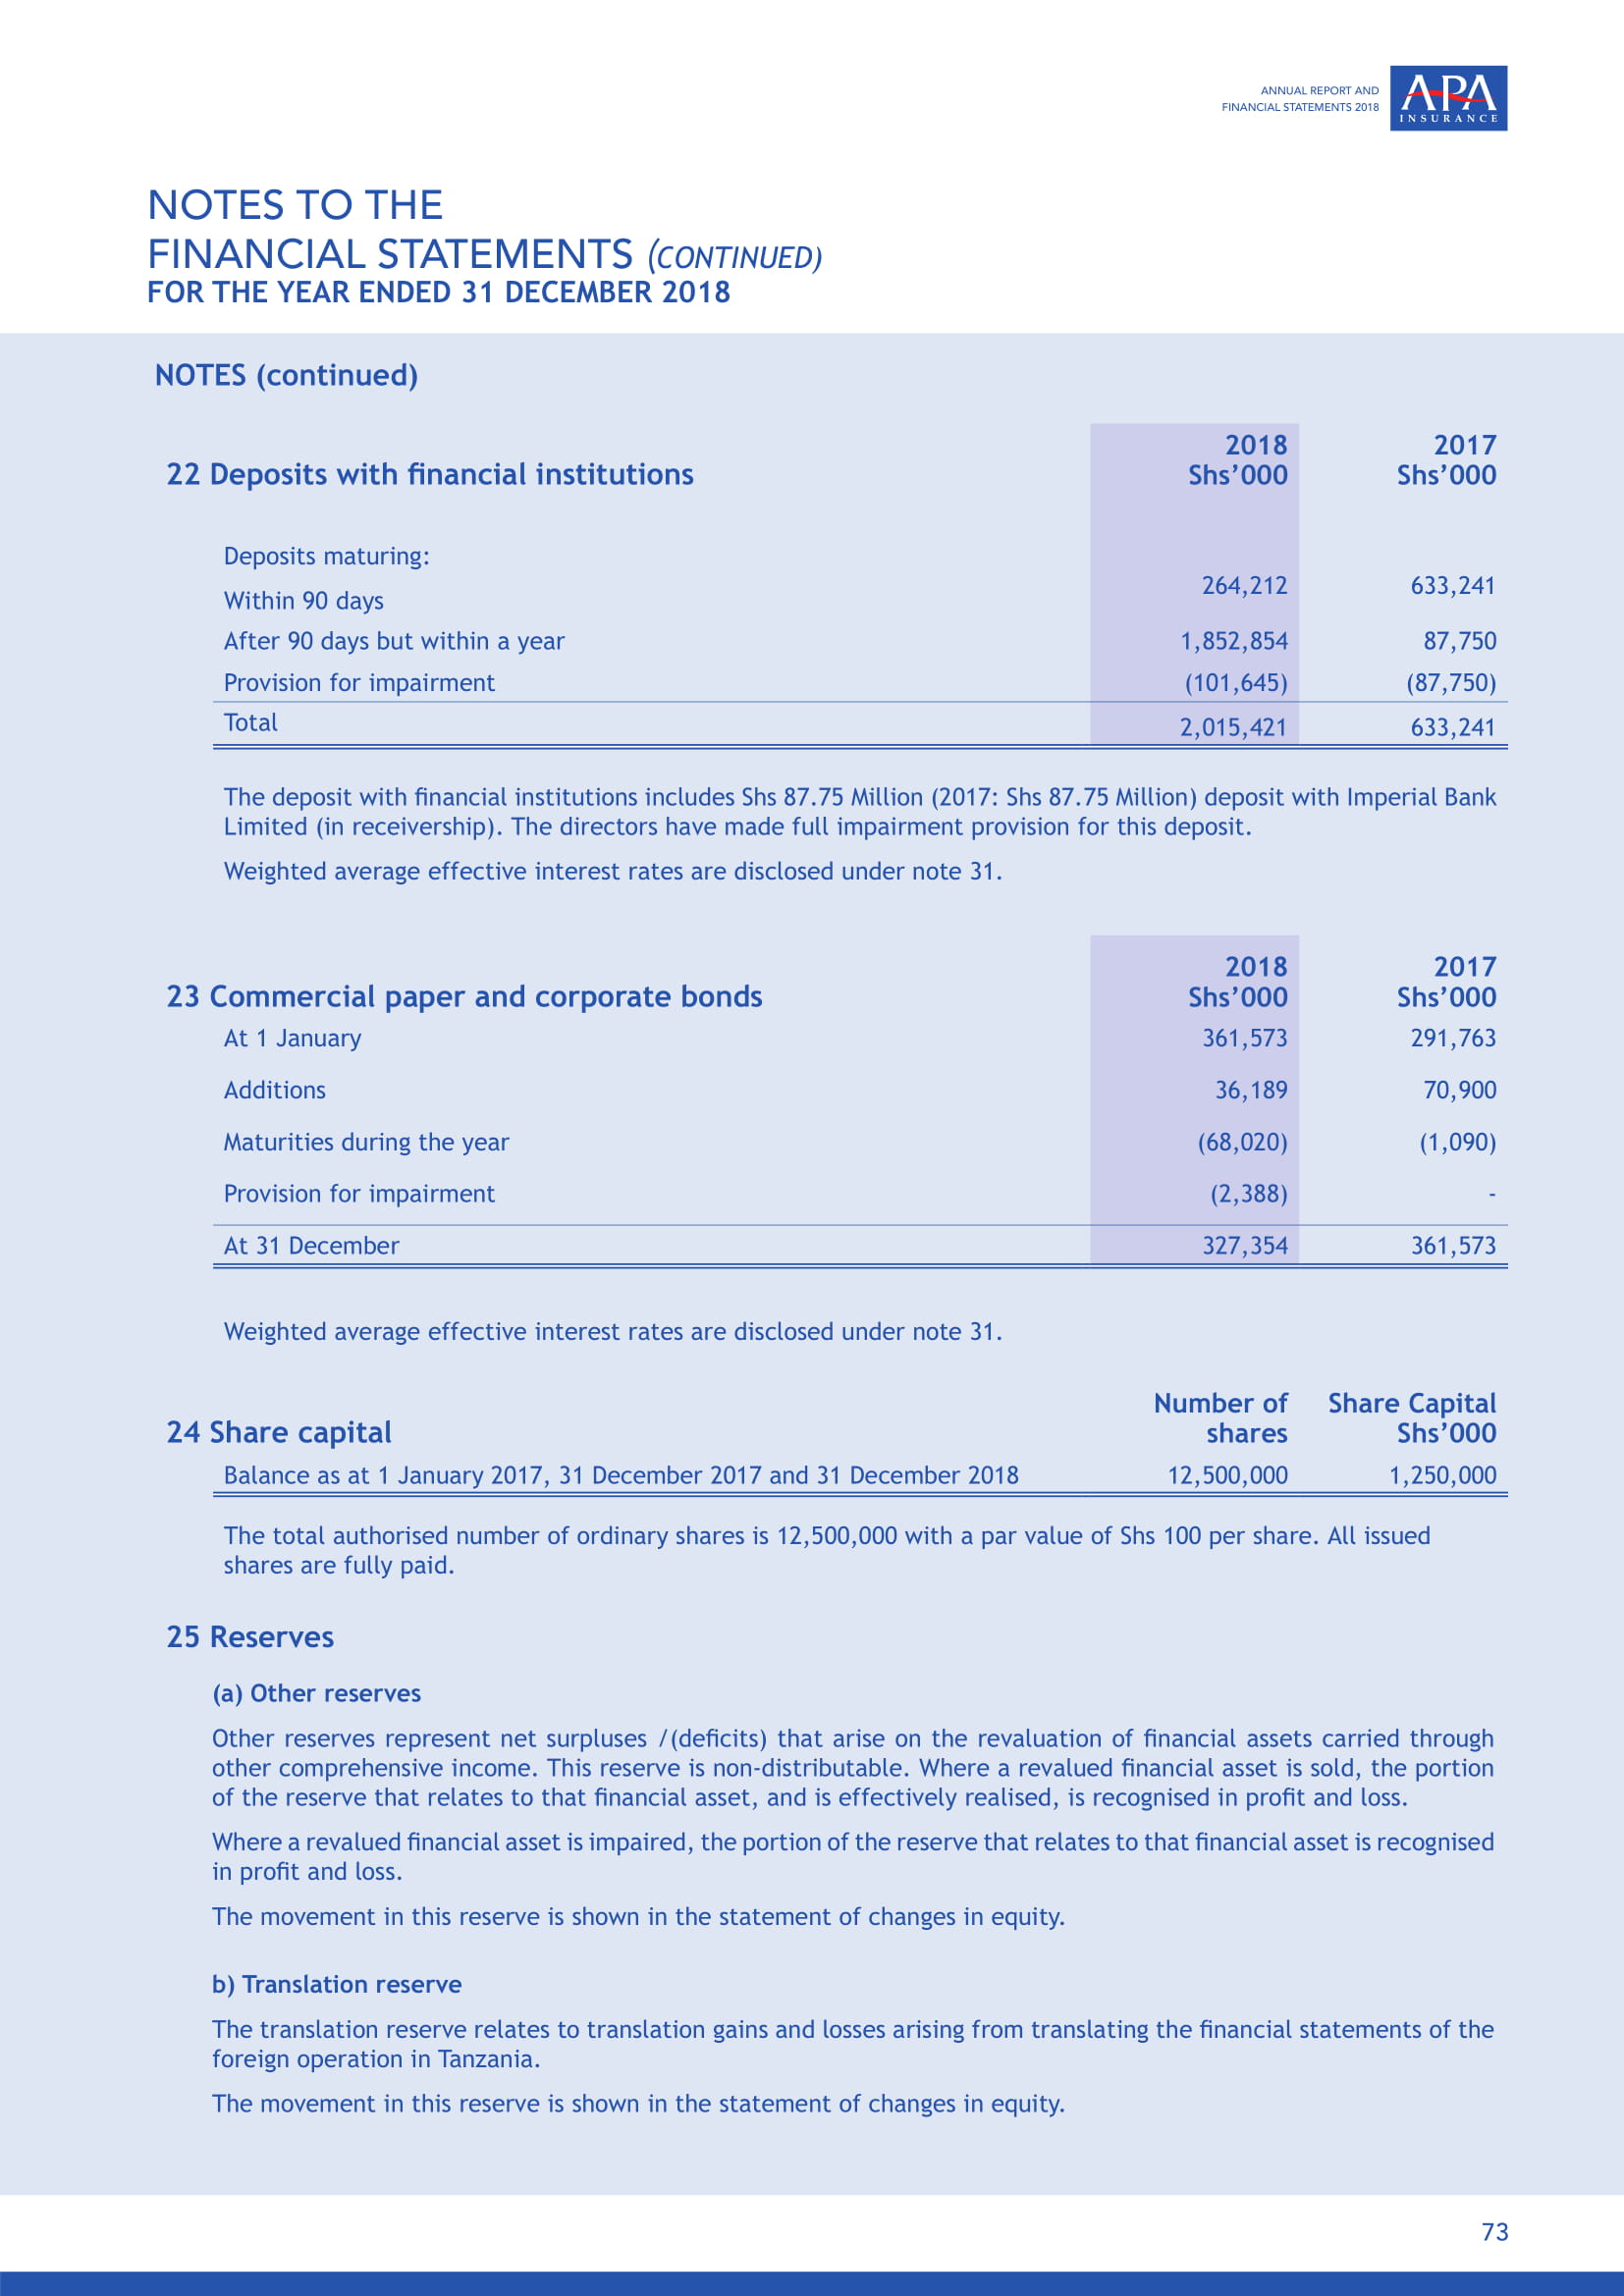 ANNUAL REPORT AND
FINANCIAL STATEMENTS 2018
APA
INSURANCE
NOTES TO THE
FINANCIAL STATEMENTS (CONTINUED)
FOR THE YEAR ENDED 31 DECEMBER 2018
NOTES (continued)
2018 2017
22 Deposits with financial institutions Shs’000 Shs’000
Deposits maturing:
Within 90 days 264,212 633,241
After 90 days but within a year 1,852,854 87,750
Provision for impairment (101,645) (87,750)
Total 2,015,421 633,241
The deposit with financial institutions includes Shs 87.75 Million (2017: Shs 87.75 Million) deposit with Imperial Bank
Limited (in receivership). The directors have made full impairment provision for this deposit.
Weighted average effective interest rates are disclosed under note 31.
2018 2017
23 Commercial paper and corporate bonds Shs’000 Shs’000
At 1 January 361,573 291,763
Additions 36,189 70,900
Maturities during the year (68,020) (1,090)
Provision for impairment (2,388) -
At 31 December 327,354 361,573
Weighted average effective interest rates are disclosed under note 31.
Number of Share Capital
24 Share capital shares Shs’000
Balance as at 1 January 2017, 31 December 2017 and 31 December 2018 12,500,000 1,250,000
The total authorised number of ordinary shares is 12,500,000 with a par value of Shs 100 per share. All issued
shares are fully paid.
25 Reserves
(a) Other reserves
Other reserves represent net surpluses /(deficits) that arise on the revaluation of financial assets carried through
other comprehensive income. This reserve is non-distributable. Where a revalued financial asset is sold, the portion
of the reserve that relates to that financial asset, and is effectively realised, is recognised in profit and loss.
Where a revalued financial asset is impaired, the portion of the reserve that relates to that financial asset is recognised
in profit and loss.
The movement in this reserve is shown in the statement of changes in equity.
b) Translation reserve
The translation reserve relates to translation gains and losses arising from translating the financial statements of the
foreign operation in Tanzania.
The movement in this reserve is shown in the statement of changes in equity.
73